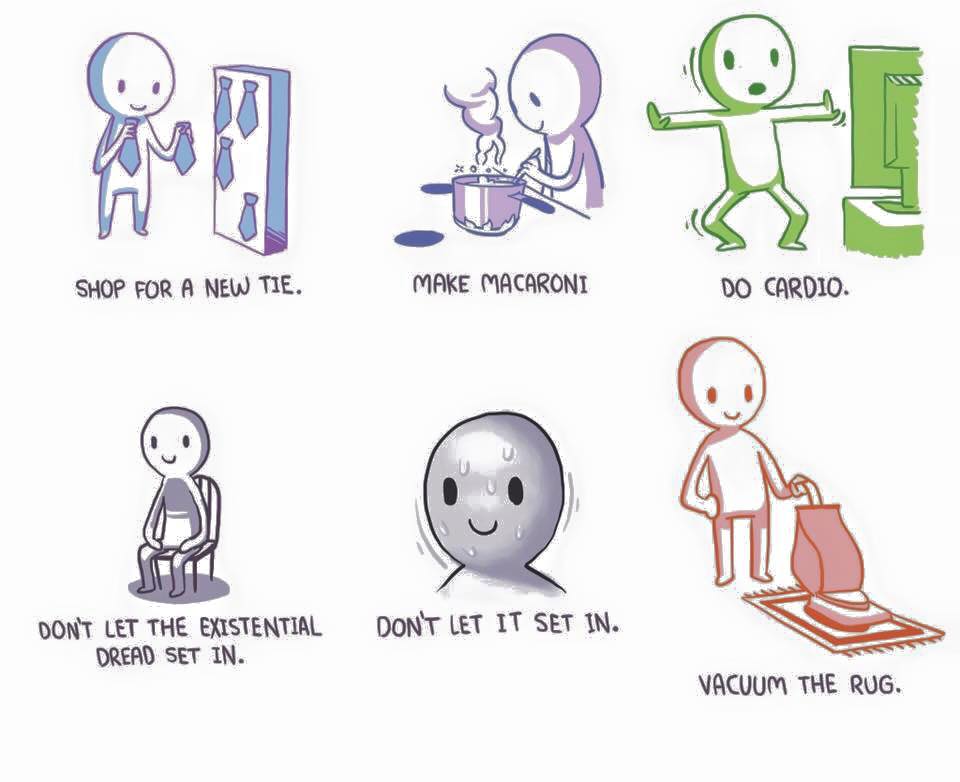 SHOP FOR A NEW TIE.
MAKE MACARONI
DO CARDIO.
DON'T LET THE EXISTENTIAL
DREAD SET IN.
DON'T LET IT SET IN.
VACUUM THE RUG.